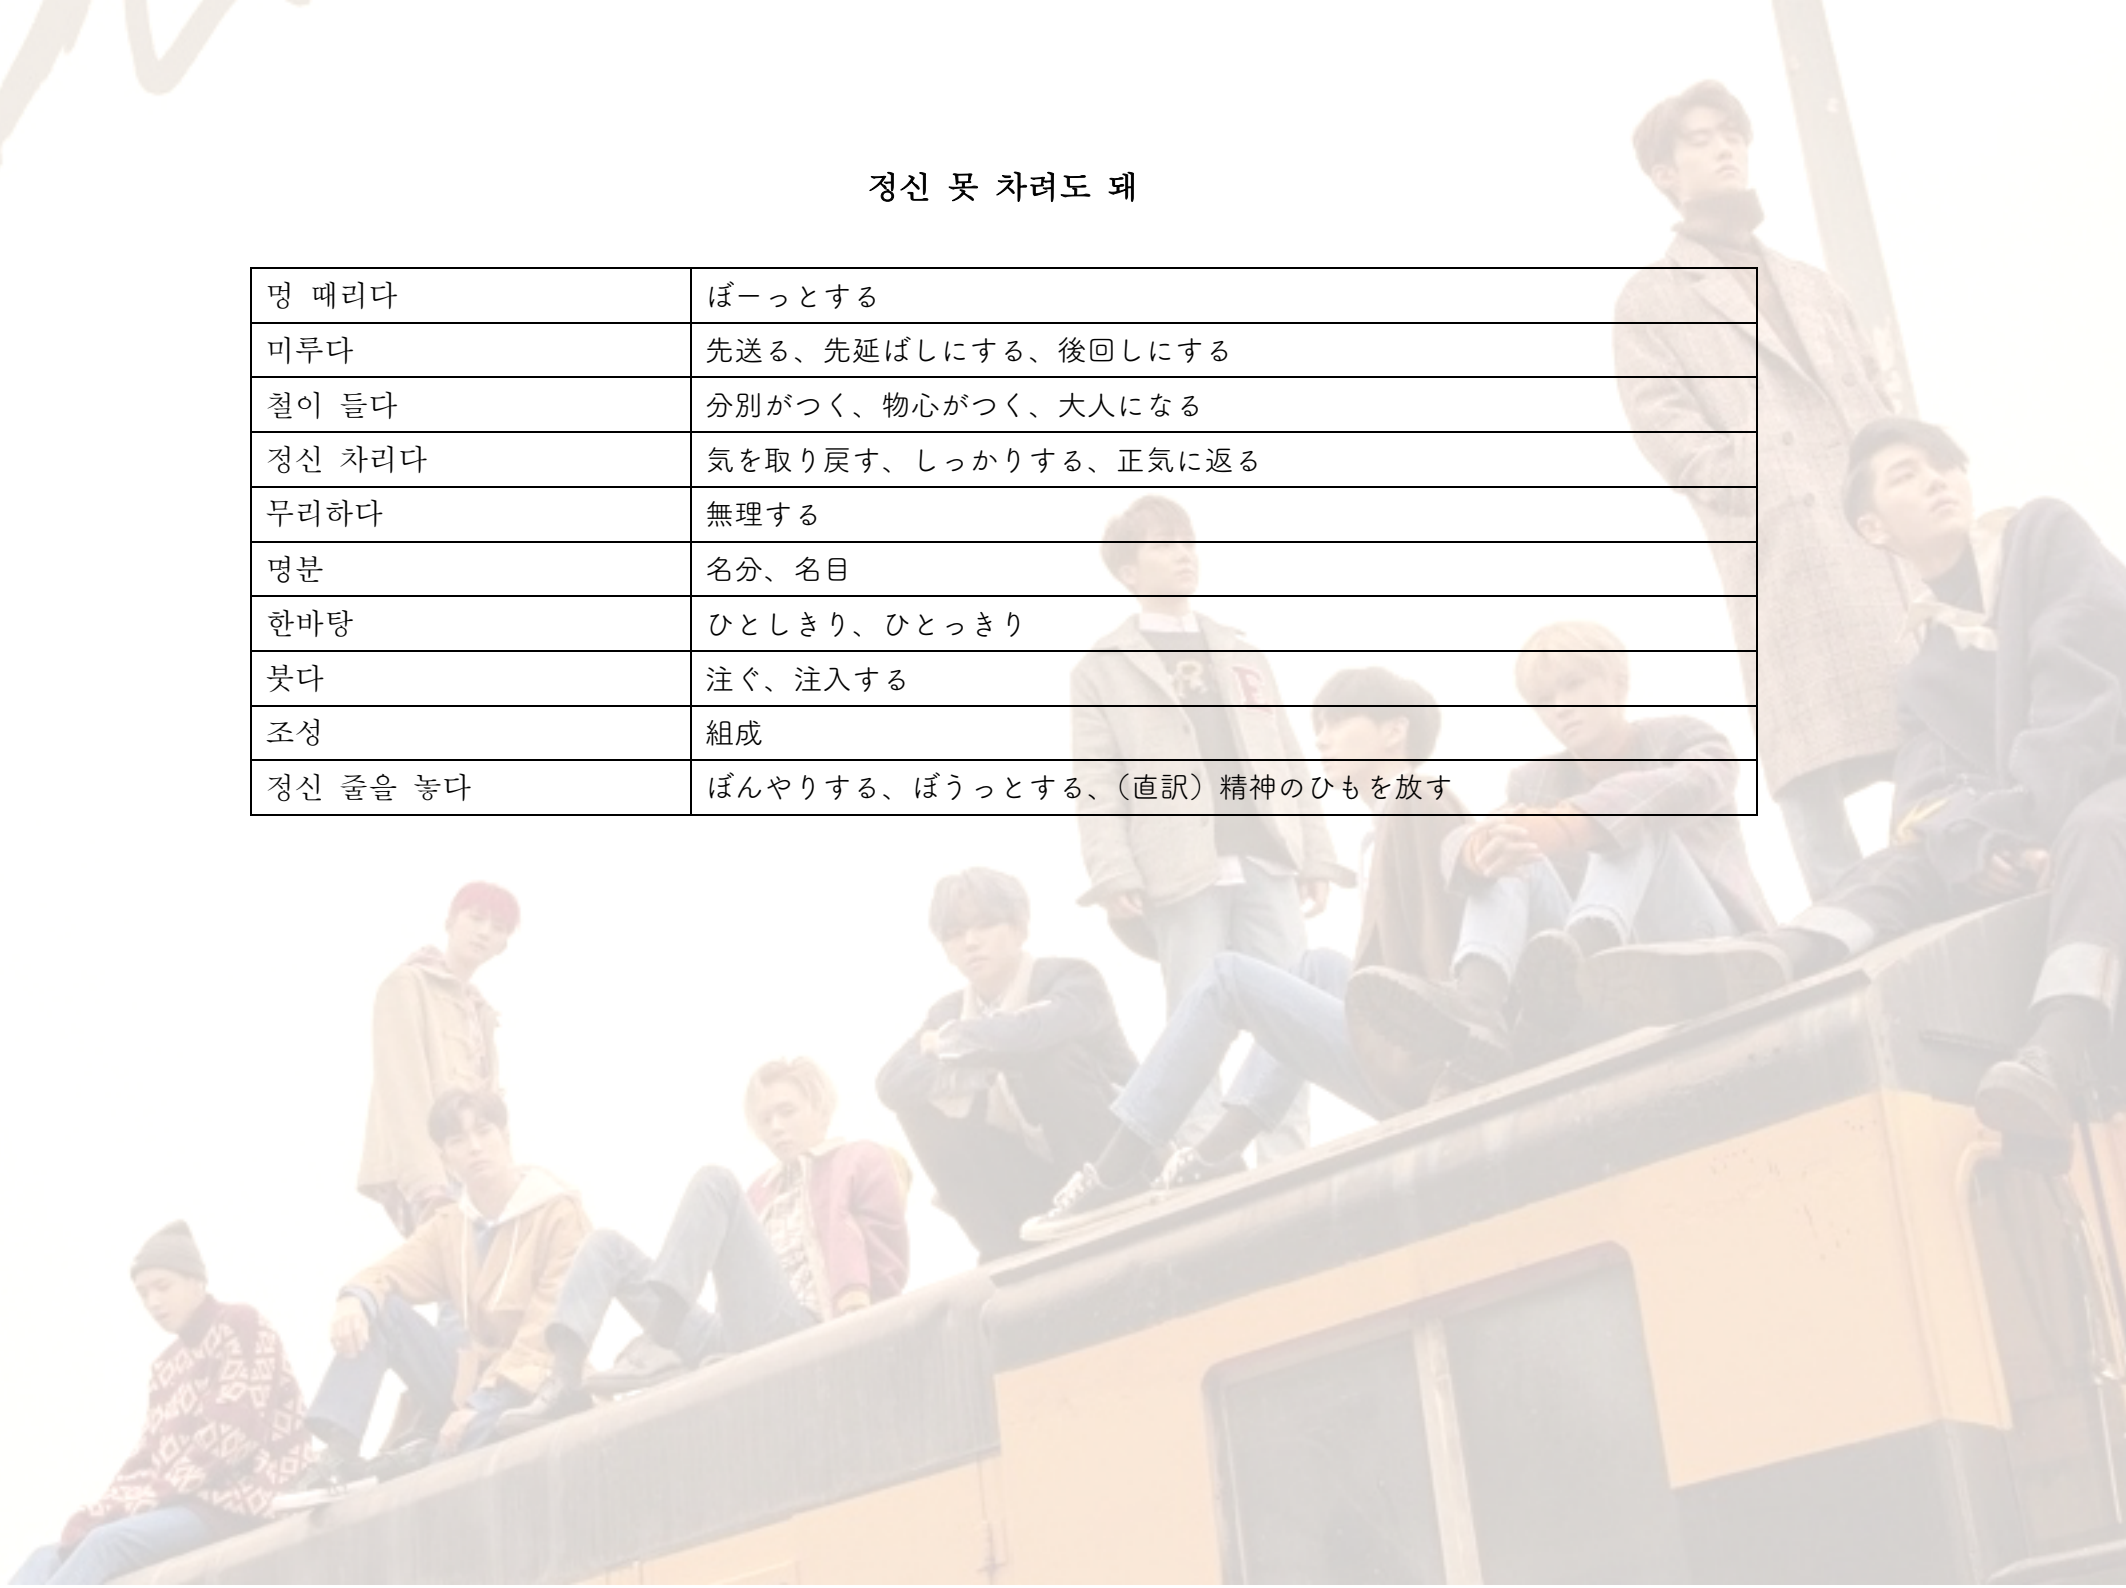 정신 못 차려도 돼
멍 때리다 ぼーっとする
미루다 先送る、先延ばしにする、後回しにする
철이 들다 分別がつく、物心がつく、大人になる
정신 차리다 気を取り戻す、しっかりする、正気に返る
무리하다 無理する
명분 名分、名目
한바탕 ひとしきり、ひとっきり
붓다 注ぐ、注入する
조성 組成
정신 줄을 놓다 ぼんやりする、ぼうっとする、（直訳）精神のひもを放す